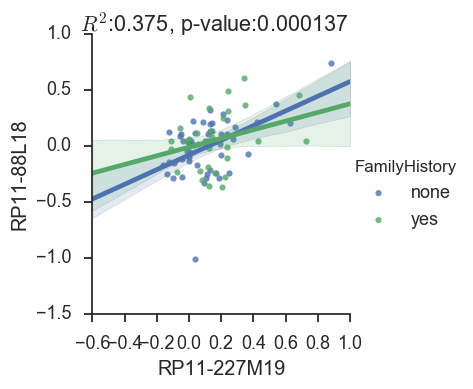 R²:0.375, p-value:0.000137
1.0
0.5
0.0
−0.5
−1.0
−1.5
RP11-88L18
−0.6−0.4−0.2 0.0 0.2 0.4 0.6 0.8 1.0
RP11-227M19
FamilyHistory
none
yes